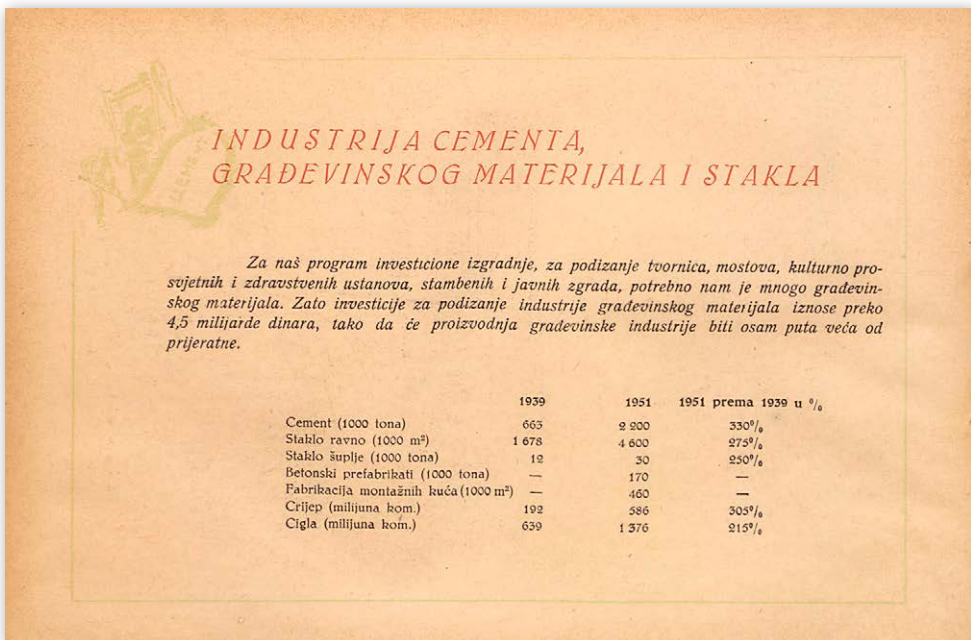 INDUSTRIJA CEMENTA,
GRAĐEVINSKOG MATERIJALA I STAKLA
Za naš program investicione izgradnje, za podizanje tvornica, mostova, kulturno pro-
svjetnih i zdravstvenih ustanova, stambenih i javnih zgrada, potrebno nam je mnogo građevin-
skog materijala. Zato investicije za podizanje industrije građevinskog materijala iznose preko
4,5 milijarde dinara, tako da će proizvodnja građevinske industrije biti osam puta veća od
prijeratne.
1939 1951 1951 prema 1939 u %
Cement (1000 tona) 663 2 200 330%
Staklo ravno (1000 m²) 1 678 4 600 275%
Staklo šuplje (1000 tona) 12 30 250%
Betonski prefabrikati (1000 tona) — 170 —
Fabrikacija montažnih kuća (1000 m²) — 460 —
Crijep (milijuna kom.) 192 586 305%
Cigla (milijuna kom.) 639 1 376 215%